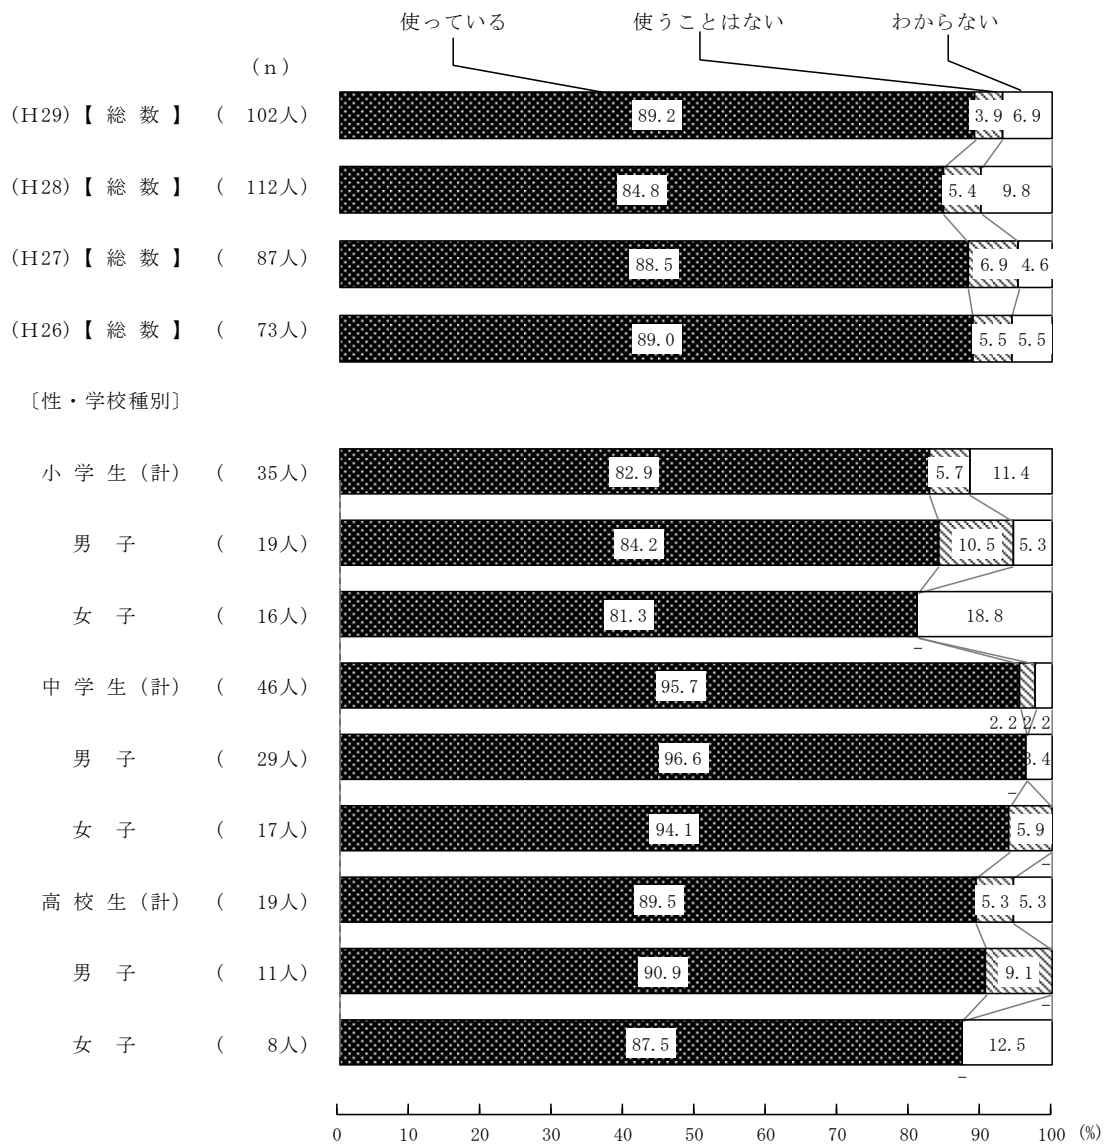 使っている 使うことはない わからない
(n)
(H29)【 総 数 】 ( 102人) 89.2 3.9 6.9
(H28)【 総 数 】 ( 112人) 84.8 5.4 9.8
(H27)【 総 数 】 ( 87人) 88.5 6.9 4.6
(H26)【 総 数 】 ( 73人) 89.0 5.5 5.5
〔性・学校種別〕
小 学 生 (計) ( 35人) 82.9 5.7 11.4
男 子 ( 19人) 84.2 10.5 5.3
女 子 ( 16人) 81.3 18.8
−
中 学 生 (計) ( 46人) 95.7
2.2 2.2
男 子 ( 29人) 96.6 3.4
−
女 子 ( 17人) 94.1 5.9
−
高 校 生 (計) ( 19人) 89.5 5.3 5.3
男 子 ( 11人) 90.9 9.1
−
女 子 ( 8人) 87.5 12.5
−
0 10 20 30 40 50 60 70 80 90 100 (%)